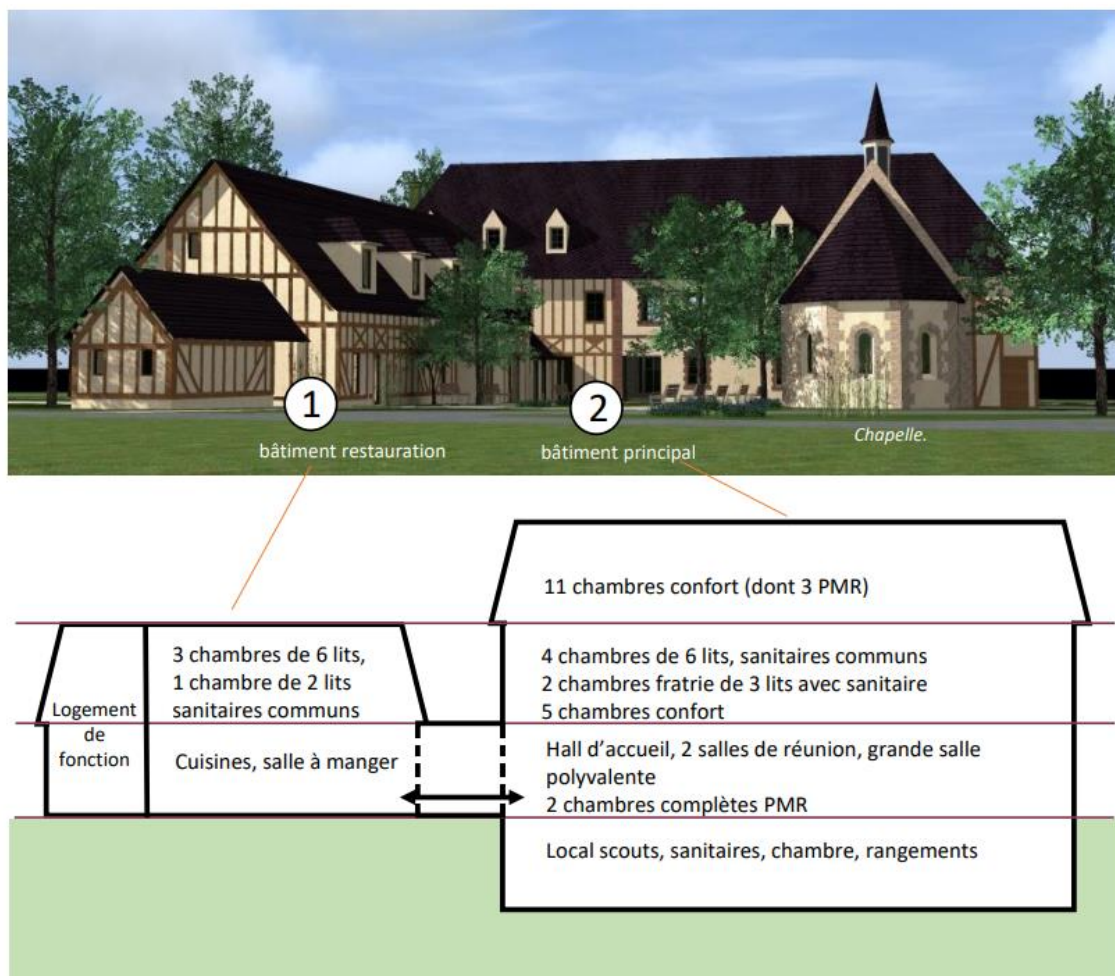 1
2
bâtiment restauration
bâtiment principal
Chapelle.
11 chambres confort (dont 3 PMR)
3 chambres de 6 lits,
1 chambre de 2 lits
sanitaires communs
4 chambres de 6 lits, sanitaires communs
2 chambres fratrie de 3 lits avec sanitaire
5 chambres confort
Logement
de
fonction
Cuisines, salle à manger
Hall d’accueil, 2 salles de réunion, grande salle
polyvalente
2 chambres complètes PMR
Local scouts, sanitaires, chambre, rangements